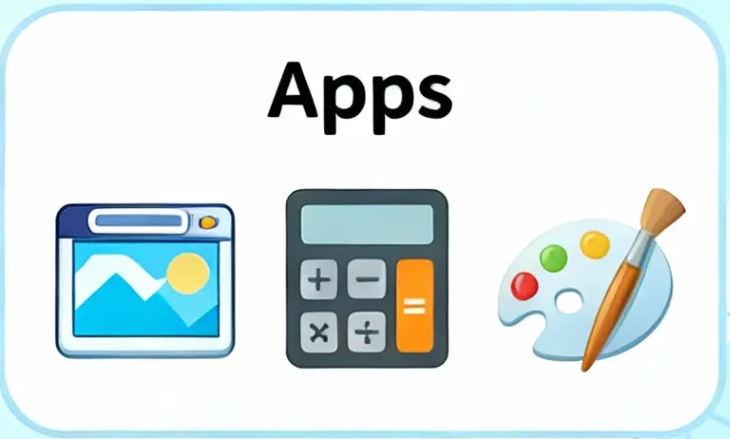 Apps
+ −
=
× ÷